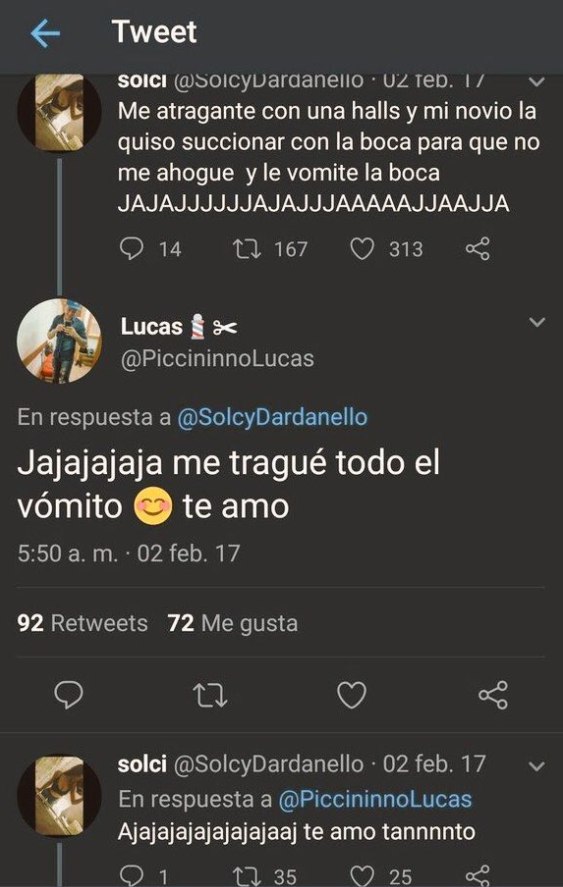 Tweet
solci @SolcyDardanello · 02 feb. 17
Me atragante con una halls y mi novio la
quiso succionar con la boca para que no
me ahogue y le vomite la boca
JAJAJJJJJJAJAJJJAAAAAJJAAJJA
14 167 313
Lucas 💈✂
@PiccininnoLucas
En respuesta a @SolcyDardanello
Jajajajaja me tragué todo el
vómito 😊 te amo
5:50 a. m. · 02 feb. 17
92 Retweets 72 Me gusta
solci @SolcyDardanello · 02 feb. 17
En respuesta a @PiccininnoLucas
Ajajajajajajajajaaj te amo tannnnto
1 35 25